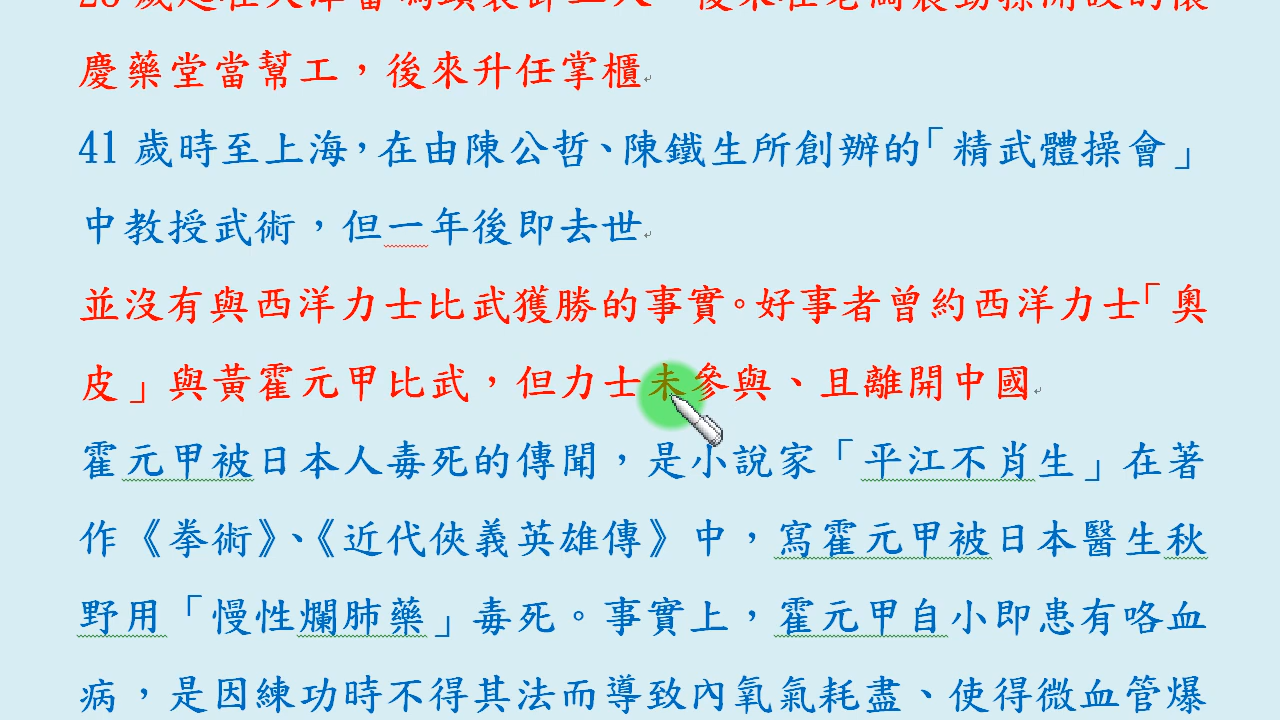 慶藥堂當幫工，後來升任掌櫃
41 歲時至上海，在由陳公哲、陳鐵生所創辦的「精武體操會」
中教授武術，但一年後即去世
並沒有與西洋力士比武獲勝的事實。好事者曾約西洋力士「奧
皮」與黃霍元甲比武，但力士未參與、且離開中國
霍元甲被日本人毒死的傳聞，是小說家「平江不肖生」在著
作《拳術》、《近代俠義英雄傳》中，寫霍元甲被日本醫生秋
野用「慢性爛肺藥」毒死。事實上，霍元甲自小即患有咯血
病，是因練功時不得其法而導致內氧氣耗盡、使得微血管爆